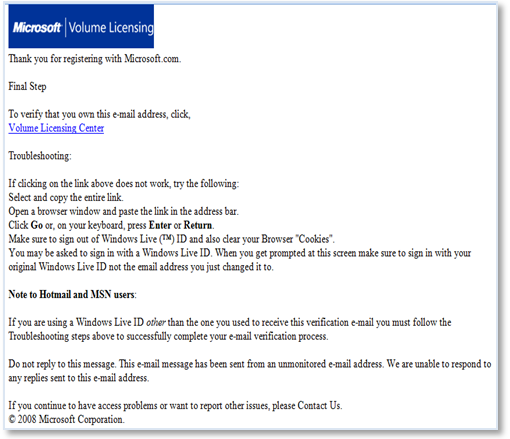 Microsoft | Volume Licensing
Thank you for registering with Microsoft.com.
Final Step
To verify that you own this e-mail address, click,
Volume Licensing Center
Troubleshooting:
If clicking on the link above does not work, try the following:
Select and copy the entire link.
Open a browser window and paste the link in the address bar.
Click Go or, on your keyboard, press Enter or Return.
Make sure to sign out of Windows Live (™) ID and also clear your Browser "Cookies".
You may be asked to sign in with a Windows Live ID. When you get prompted at this screen make sure to sign in with your
original Windows Live ID not the email address you just changed it to.
Note to Hotmail and MSN users:
If you are using a Windows Live ID other than the one you used to receive this verification e-mail you must follow the
Troubleshooting steps above to successfully complete your e-mail verification process.
Do not reply to this message. This e-mail message has been sent from an unmonitored e-mail address. We are unable to respond to
any replies sent to this e-mail address.
If you continue to have access problems or want to report other issues, please Contact Us.
© 2008 Microsoft Corporation.